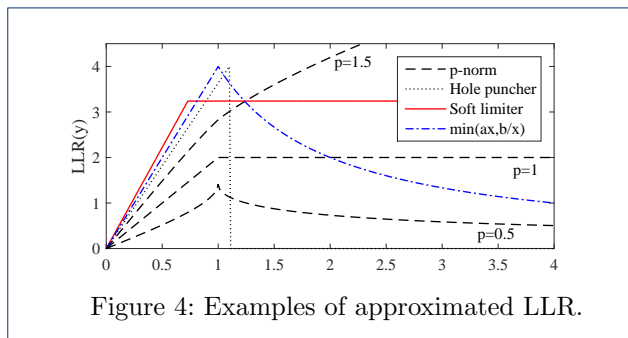 4
3
2
1
0
LLR(y)
p=1.5
p-norm
Hole puncher
Soft limiter
min(ax,b/x)
p=1
p=0.5
0 0.5 1 1.5 2 2.5 3 3.5 4
Figure 4: Examples of approximated LLR.